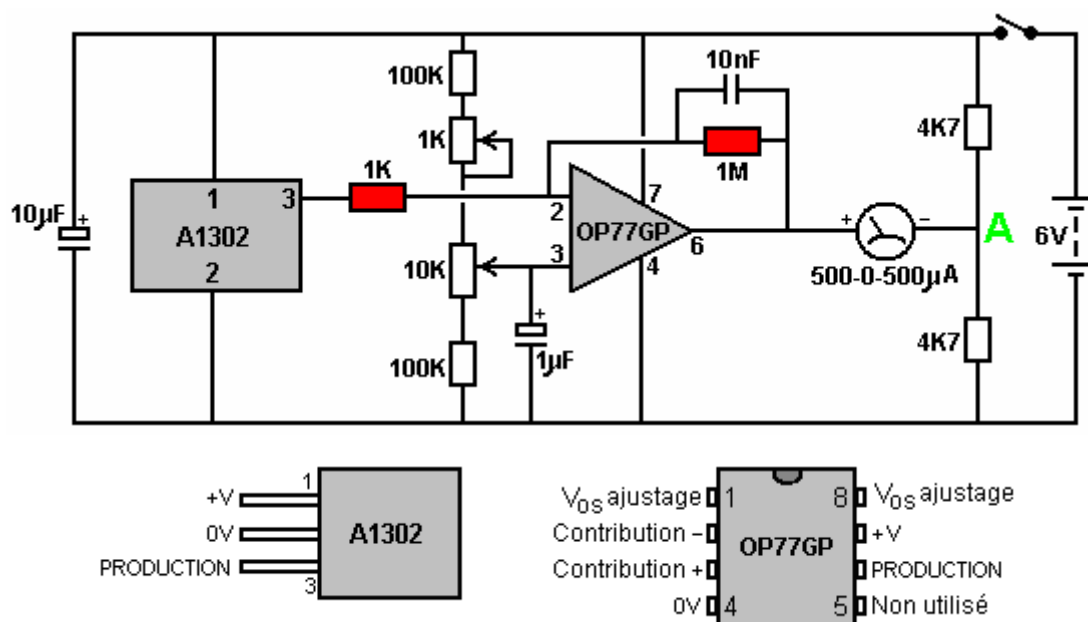 100K
10nF
1K
4K7
1K
1M
1
3
2
7
10µF
+
A1302
OP77GP
6
+
−
A
6V
2
10K
3
4
500-0-500µA
+
100K
1µF
4K7
1
+V
0V
A1302
PRODUCTION
3
V0S ajustage
1
8
V0S ajustage
Contribution −
+V
OP77GP
Contribution +
PRODUCTION
0V
4
5
Non utilisé